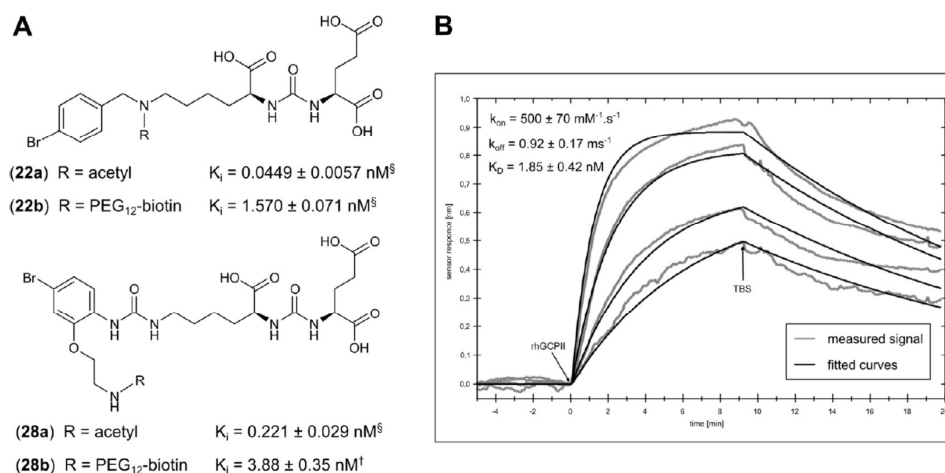 A
HO
O
O
HO
O
O
N
N
H
N
H
O
OH
Br
R
(22a) R = acetyl Ki = 0.0449 ± 0.0057 nM§
(22b) R = PEG12-biotin Ki = 1.570 ± 0.071 nM§
HO
O
Br
HO
O
O
O
N
H
N
H
N
H
N
H
O
OH
O
R
N
H
(28a) R = acetyl Ki = 0.221 ± 0.029 nM§
(28b) R = PEG12-biotin Ki = 3.88 ± 0.35 nM†
B
1,0
0,9
0,8
0,7
0,6
0,5
0,4
0,3
0,2
0,1
0,0
sensor responce [nm]
kon = 500 ± 70 mM-1.s-1
koff = 0.92 ± 0.17 ms-1
KD = 1.85 ± 0.42 nM
rhGCPII
TBS
measured signal
fitted curves
-4 -2 0 2 4 6 8 10 12 14 16 18 20
time [min]